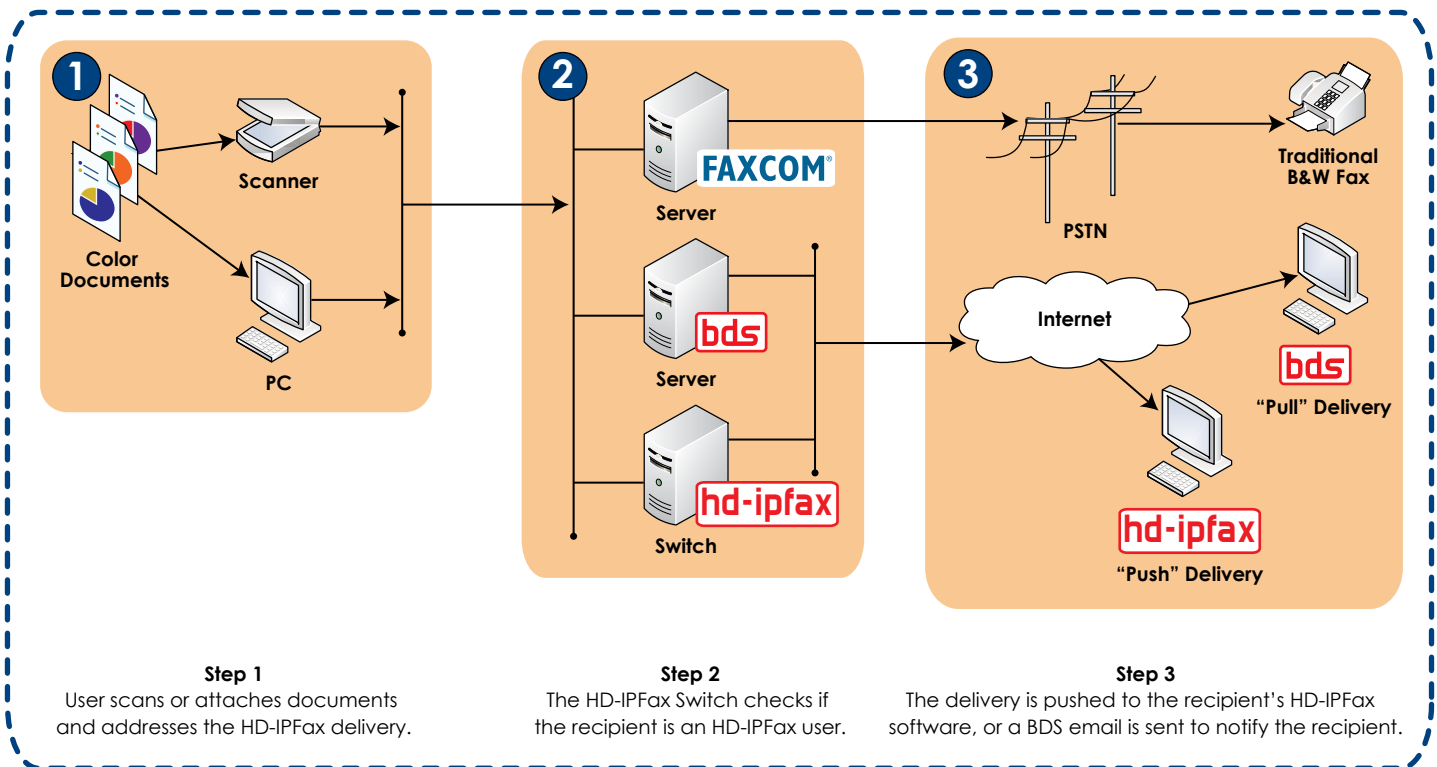 1
Scanner
Color
Documents
PC
2
FAXCOM®
Server
bds
Server
hd-ipfax
Switch
3
PSTN
Traditional
B&W Fax
Internet
bds
“Pull” Delivery
hd-ipfax
“Push” Delivery
Step 1
User scans or attaches documents
and addresses the HD-IPFax delivery.
Step 2
The HD-IPFax Switch checks if
the recipient is an HD-IPFax user.
Step 3
The delivery is pushed to the recipient’s HD-IPFax
software, or a BDS email is sent to notify the recipient.